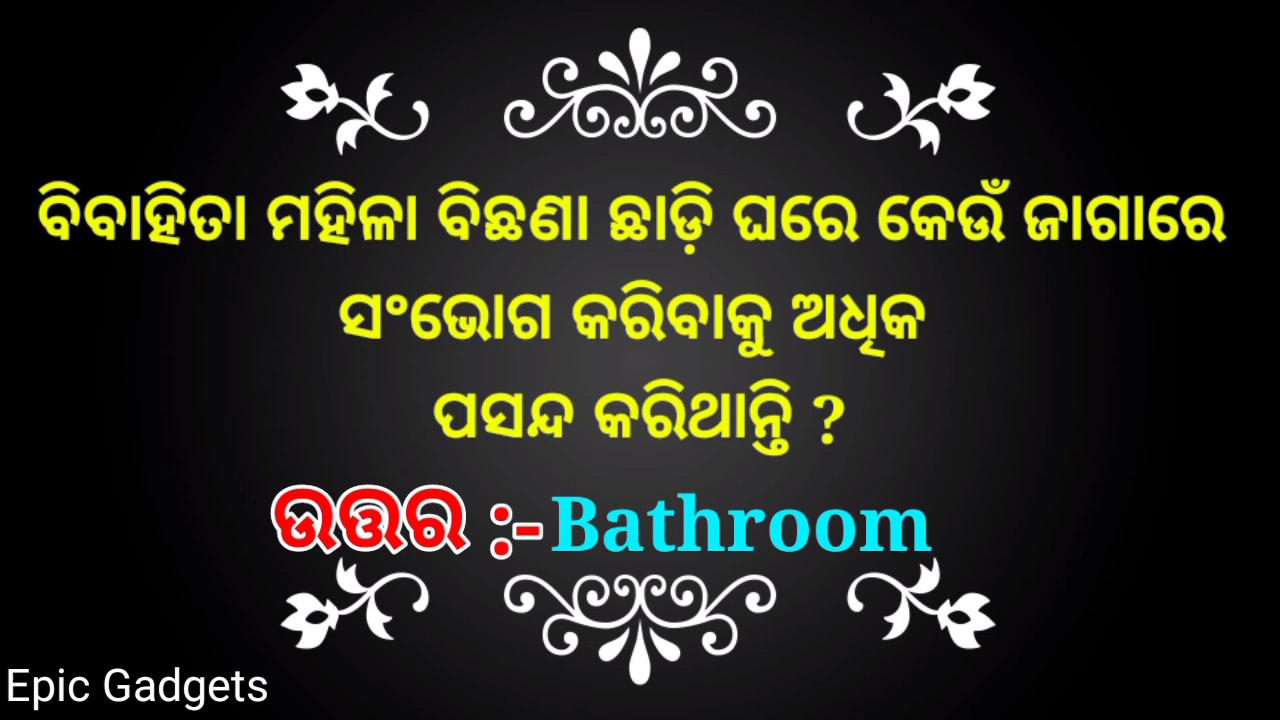 ବିବାହିତା ମହିଳା ବିଛଣା ଛାଡ଼ି ଘରେ କେଉଁ ଜାଗାରେ
ସଂଭୋଗ କରିବାକୁ ଅଧିକ
ପସନ୍ଦ କରିଥାନ୍ତି ?
ଉତ୍ତର :- Bathroom
Epic Gadgets